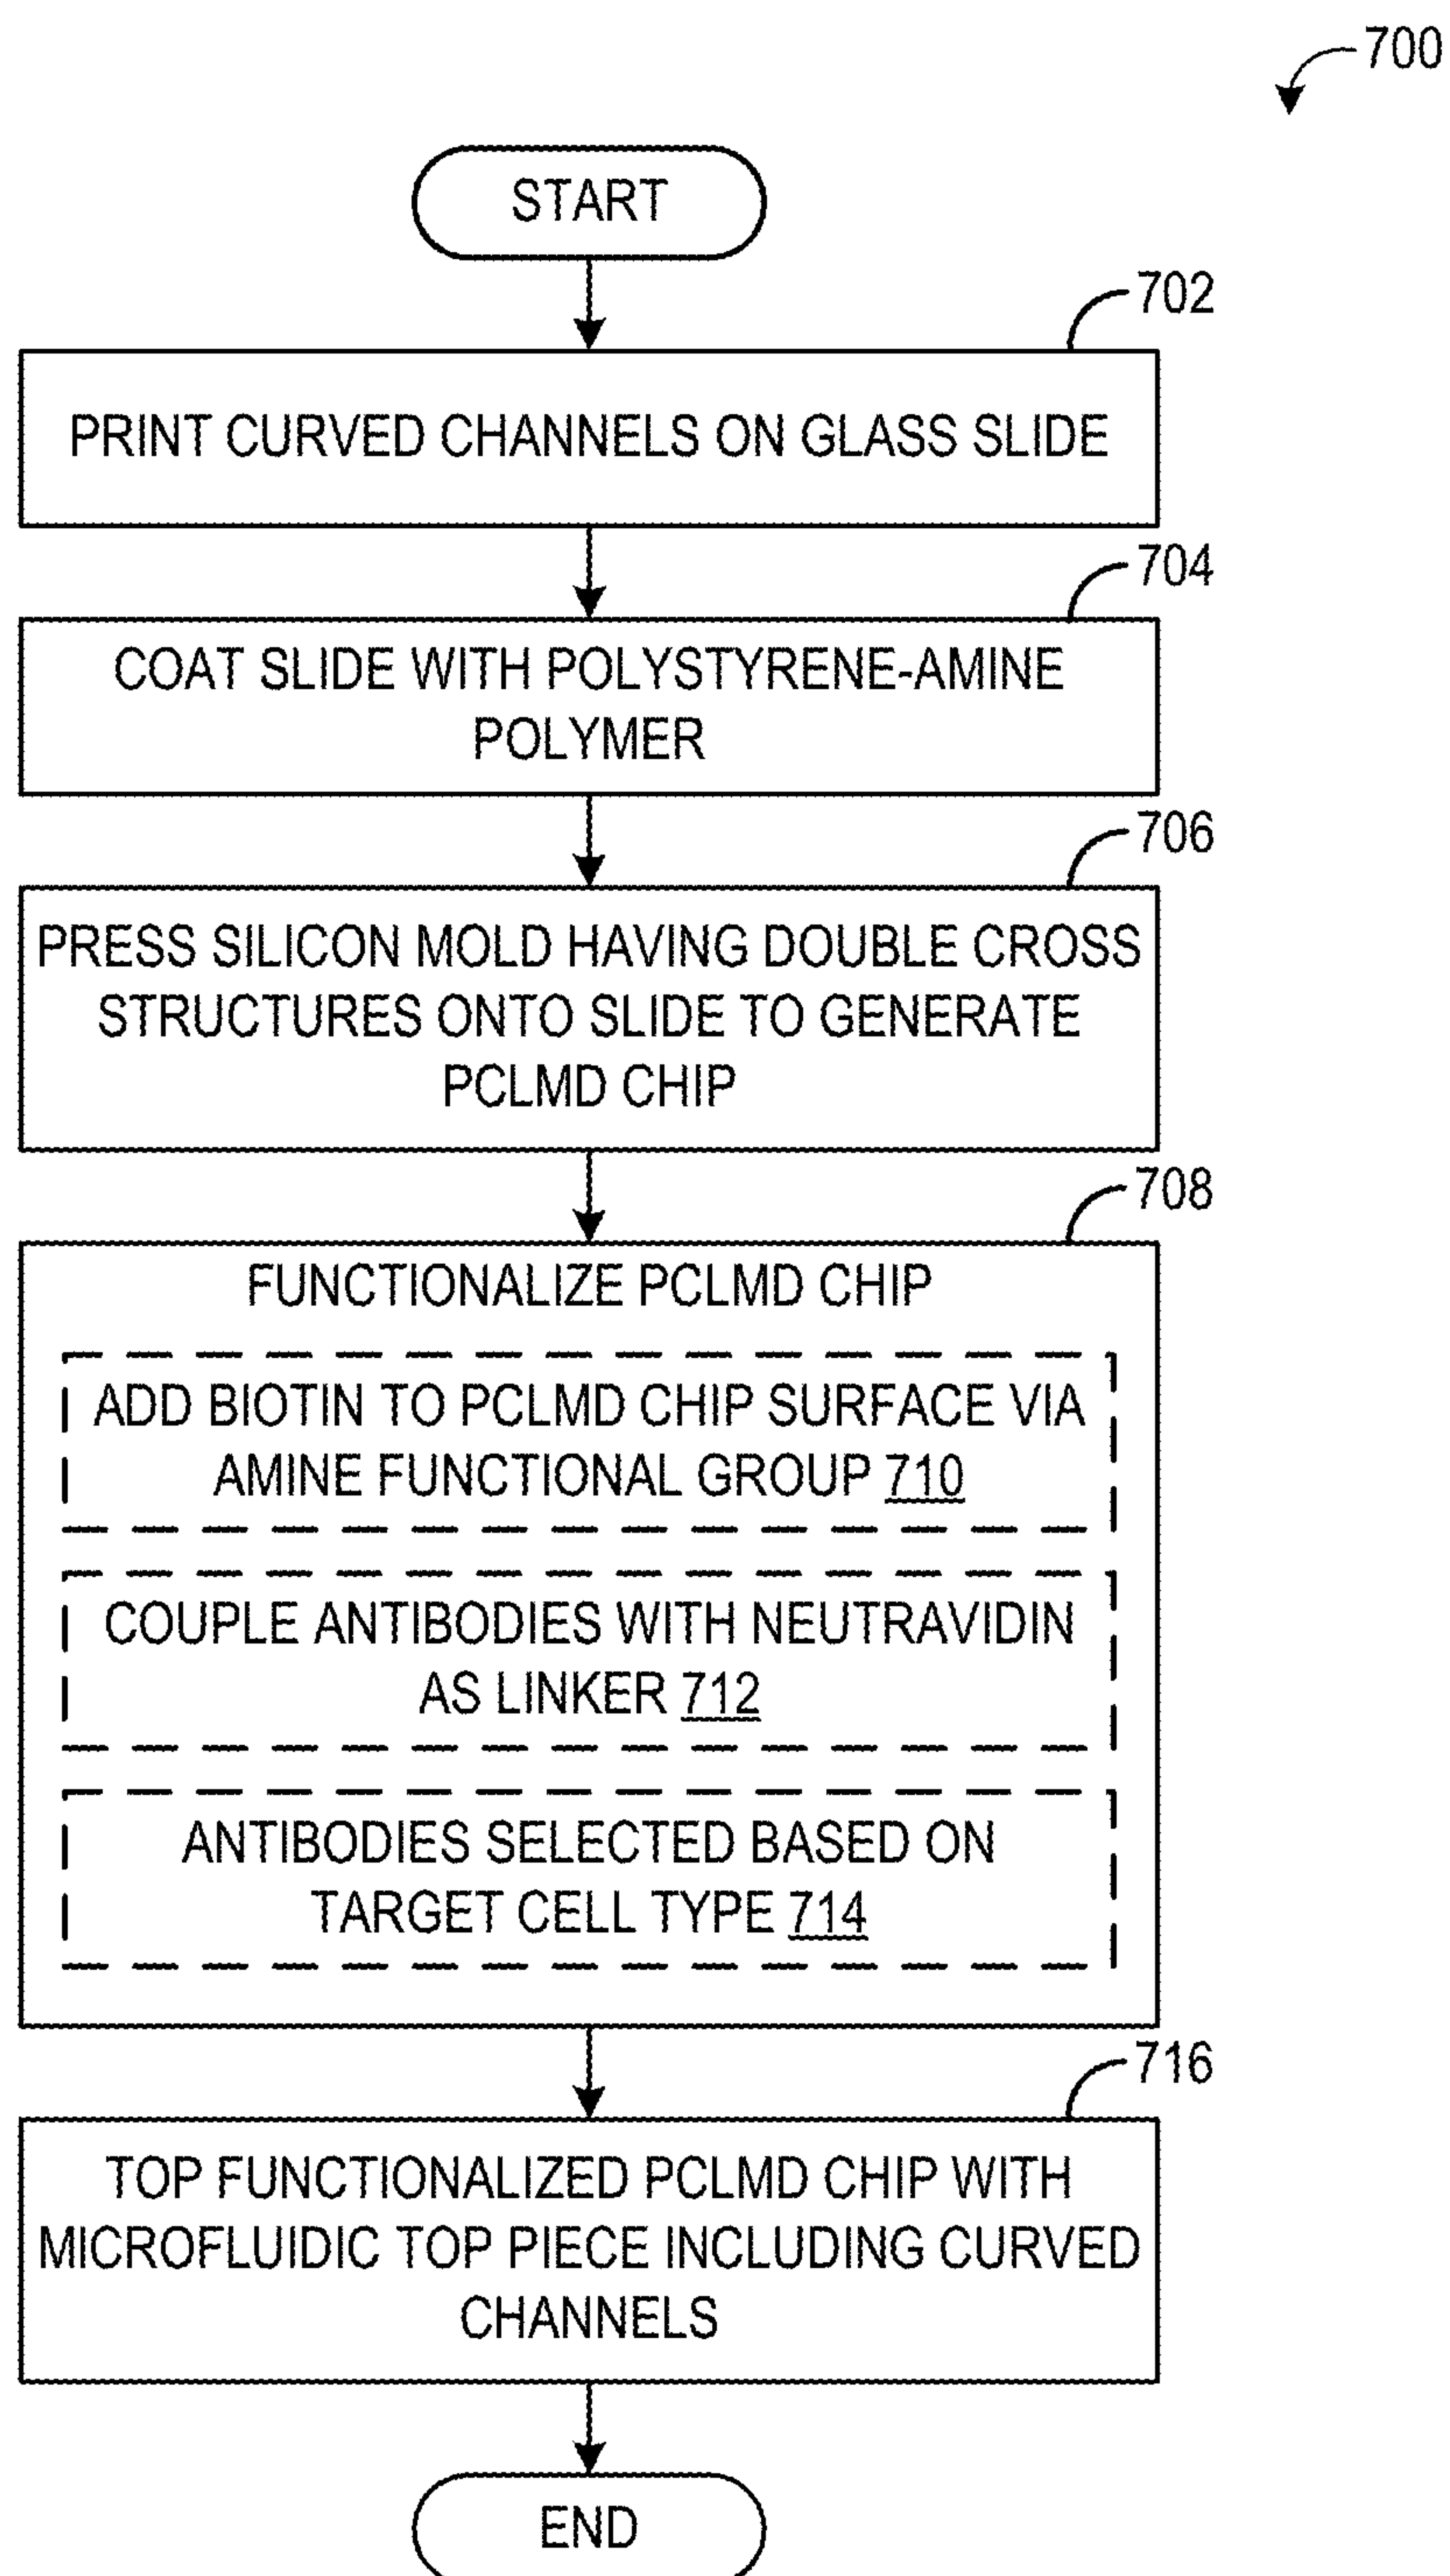 700
START
702
PRINT CURVED CHANNELS ON GLASS SLIDE
704
COAT SLIDE WITH POLYSTYRENE-AMINE
POLYMER
706
PRESS SILICON MOLD HAVING DOUBLE CROSS
STRUCTURES ONTO SLIDE TO GENERATE
PCLMD CHIP
708
FUNCTIONALIZE PCLMD CHIP
ADD BIOTIN TO PCLMD CHIP SURFACE VIA
AMINE FUNCTIONAL GROUP 710
COUPLE ANTIBODIES WITH NEUTRAVIDIN
AS LINKER 712
ANTIBODIES SELECTED BASED ON
TARGET CELL TYPE 714
716
TOP FUNCTIONALIZED PCLMD CHIP WITH
MICROFLUIDIC TOP PIECE INCLUDING CURVED
CHANNELS
END